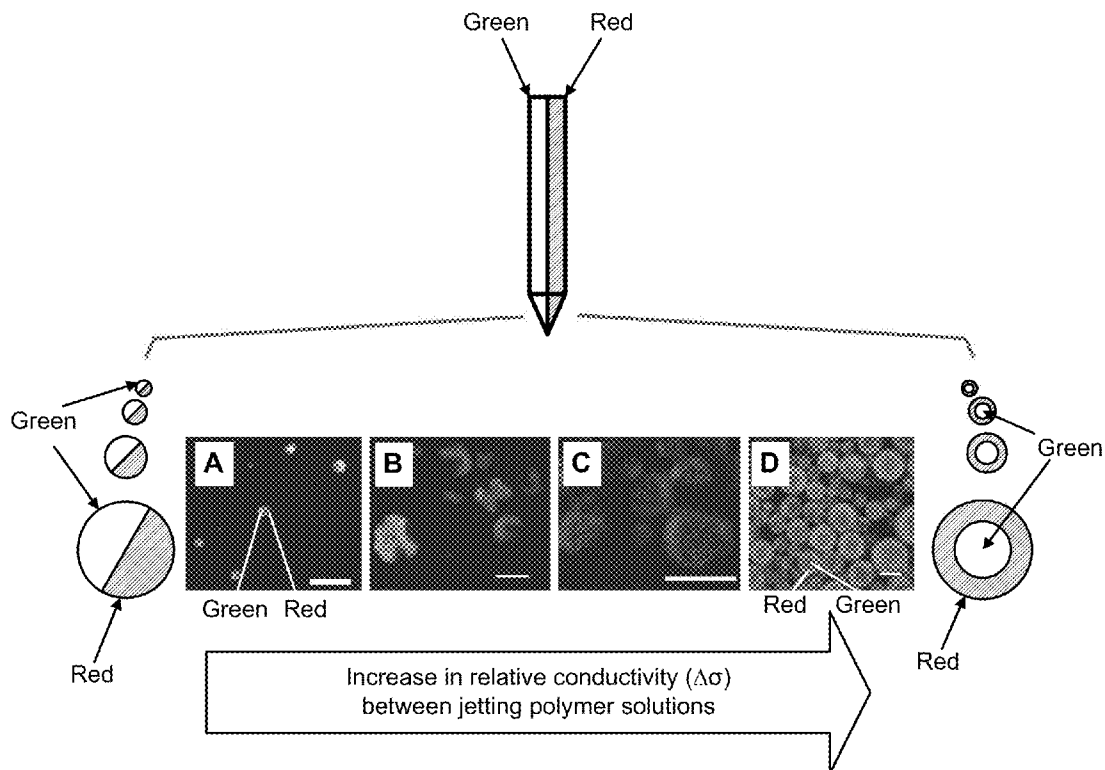 Green Red
Green
A B C D
Green
Green Red
Red Green
Red
Red
Increase in relative conductivity (Δσ)
between jetting polymer solutions